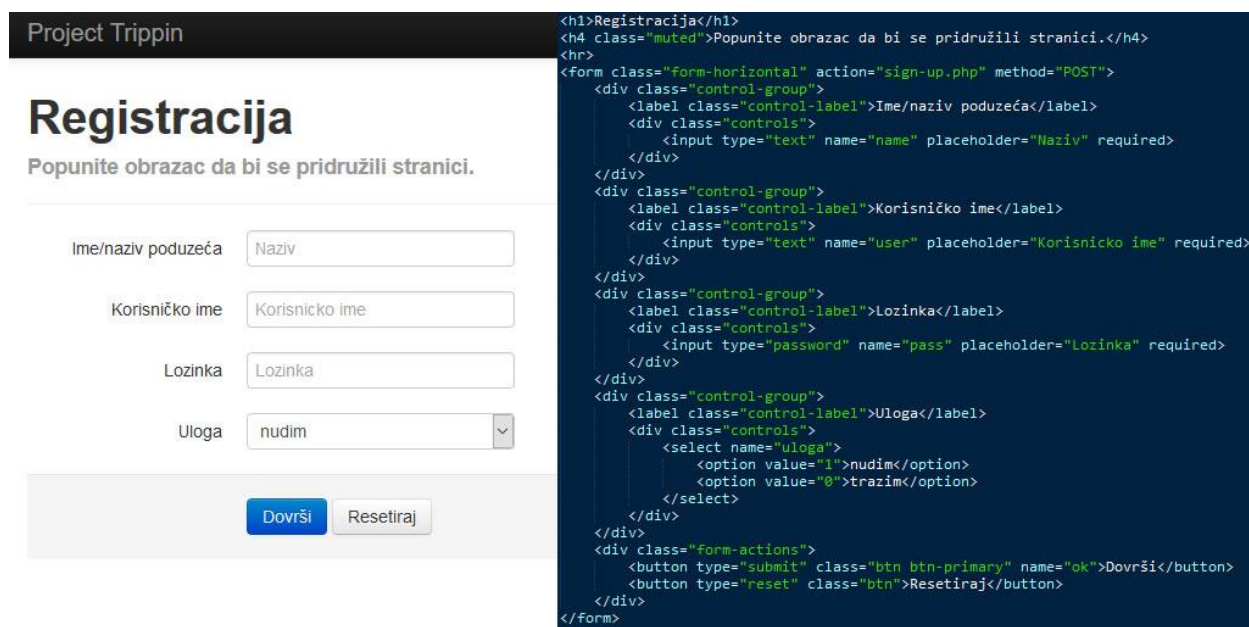 Project Trippin
Registracija
Popunite obrazac da bi se pridružili stranici.
Ime/naziv poduzeća
Naziv
Korisničko ime
Korisnicko ime
Lozinka
Lozinka
Uloga
nudim
Dovrši
Resetiraj
<h1>Registracija</h1>
<h4 class="muted">Popunite obrazac da bi se pridružili stranici.</h4>
<hr>
<form class="form-horizontal" action="sign-up.php" method="POST">
<div class="control-group">
<label class="control-label">Ime/naziv poduzeća</label>
<div class="controls">
<input type="text" name="name" placeholder="Naziv" required>
</div>
</div>
<div class="control-group">
<label class="control-label">Korisničko ime</label>
<div class="controls">
<input type="text" name="user" placeholder="Korisnicko ime" required>
</div>
</div>
<div class="control-group">
<label class="control-label">Lozinka</label>
<div class="controls">
<input type="password" name="pass" placeholder="Lozinka" required>
</div>
</div>
<div class="control-group">
<label class="control-label">Uloga</label>
<div class="controls">
<select name="uloga">
<option value="1">nudim</option>
<option value="0">trazim</option>
</select>
</div>
</div>
<div class="form-actions">
<button type="submit" class="btn btn-primary" name="ok">Dovrši</button>
<button type="reset" class="btn">Resetiraj</button>
</div>
</form>